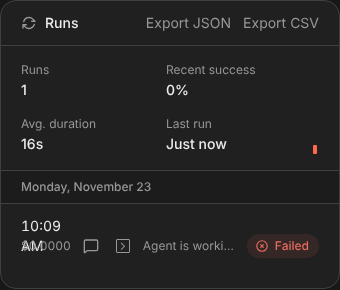 Runs
Export JSON
Export CSV
Runs
Recent success
1
0%
Avg. duration
Last run
16s
Just now
Monday, November 23
10:09
AM
Agent is worki...
Failed